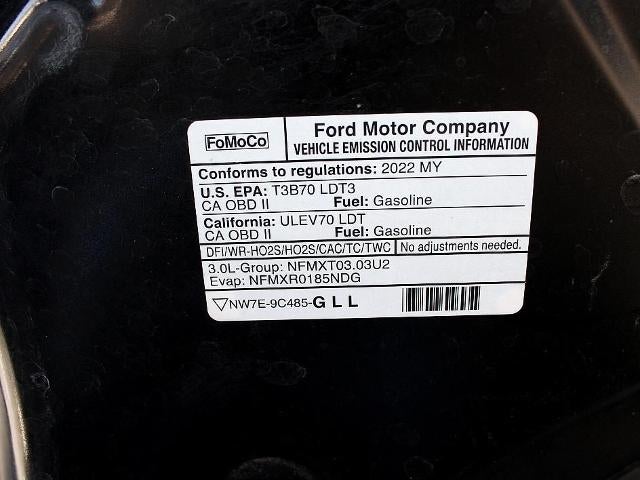 FoMoCo
Ford Motor Company
VEHICLE EMISSION CONTROL INFORMATION
Conforms to regulations: 2022 MY
U.S. EPA: T3B70 LDT3
CA OBD II Fuel: Gasoline
California: ULEV70 LDT
CA OBD II Fuel: Gasoline
DFI/WR-HO2S/HO2S/CAC/TC/TWC No adjustments needed.
3.0L-Group: NFMXT03.03U2
Evap: NFMXR0185NDG
NW7E-9C485-GLL